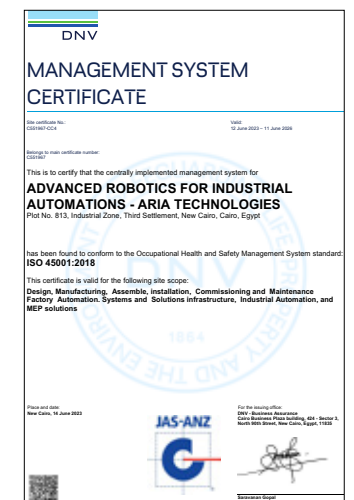 DNV
MANAGEMENT SYSTEM
CERTIFICATE
Site certificate No.:
CS51967-CC4
Valid:
12 June 2023 – 11 June 2026
Belongs to main certificate number:
CS51967
This is to certify that the centrally implemented management system for
ADVANCED ROBOTICS FOR INDUSTRIAL
AUTOMATIONS - ARIA TECHNOLOGIES
Plot No. 813, Industrial Zone, Third Settlement, New Cairo, Cairo, Egypt
has been found to conform to the Occupational Health and Safety Management System standard:
ISO 45001:2018
This certificate is valid for the following site scope:
Design, Manufacturing, Assemble, installation, Commissioning and Maintenance
Factory Automation. Systems and Solutions infrastructure, Industrial Automation, and
MEP solutions
1864
Place and date:
New Cairo, 14 June 2023
For the issuing office:
DNV - Business Assurance
Cairo Business Plaza building, 424 - Sector 2,
North 90th Street, New Cairo, Egypt, 11835
JAS-ANZ
Saravanan Gopal